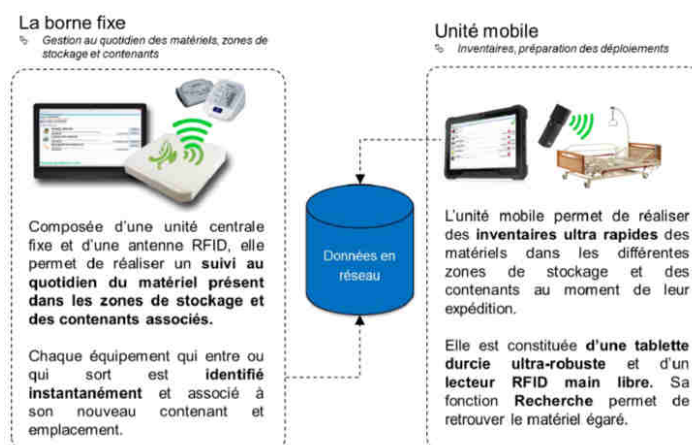 La borne fixe
Gestion au quotidien des matériels, zones de
stockage et contenants
Composée d'une unité centrale
fixe et d'une antenne RFID, elle
permet de réaliser un suivi au
quotidien du matériel présent
dans les zones de stockage et
des contenants associés.
Chaque équipement qui entre ou
qui sort est identifié
instantanément et associé à
son nouveau contenant et
emplacement.
Données en
réseau
Unité mobile
Inventaires, préparation des déploiements
L'unité mobile permet de réaliser
des inventaires ultra rapides des
matériels dans les différentes
zones de stockage et des
contenants au moment de leur
expédition.
Elle est constituée d'une tablette
durcie ultra-robuste et d'un
lecteur RFID main libre. Sa
fonction Recherche permet de
retrouver le matériel égaré.